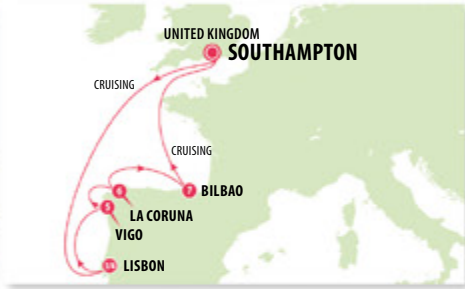 UNITED KINGDOM
SOUTHAMPTON
CRUISING
CRUISING
7 BILBAO
6
LA CORUNA
5
VIGO
LISBON